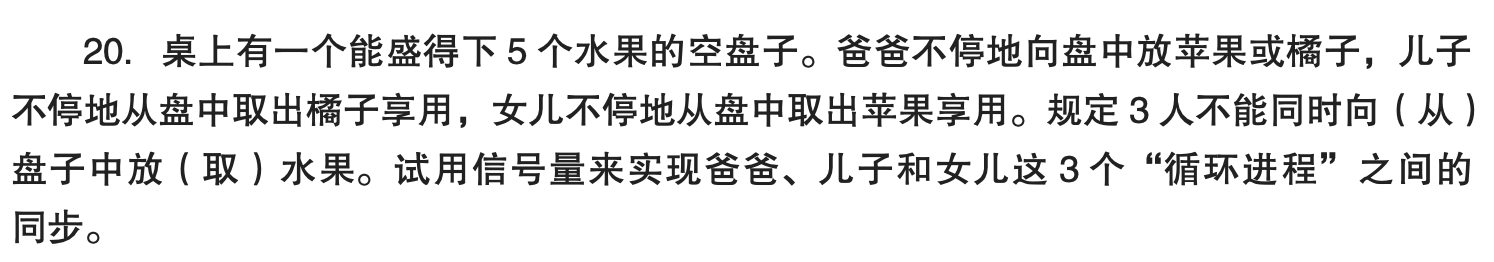 20. 桌上有一个能盛得下 5 个水果的空盘子。爸爸不停地向盘中放苹果或橘子，儿子
不停地从盘中取出橘子享用，女儿不停地从盘中取出苹果享用。规定 3 人不能同时向（从）
盘子中放（取）水果。试用信号量来实现爸爸、儿子和女儿这 3 个“循环进程”之间的
同步。